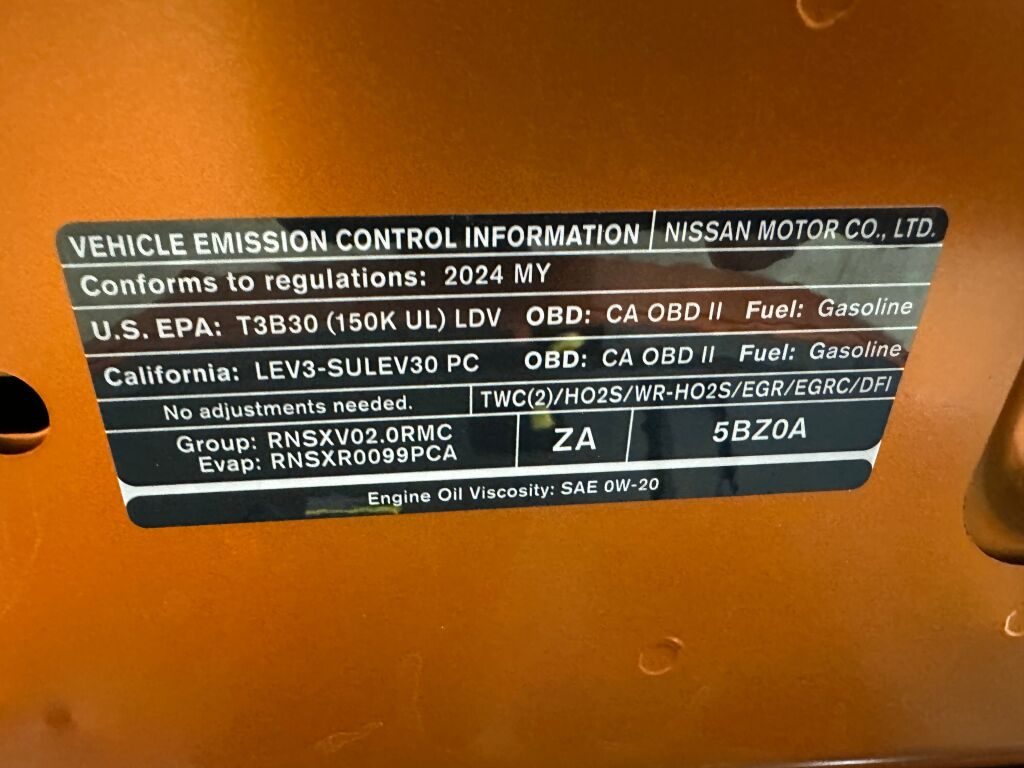 VEHICLE EMISSION CONTROL INFORMATION NISSAN MOTOR CO., LTD.
Conforms to regulations: 2024 MY
U.S. EPA: T3B30 (150K UL) LDV OBD: CA OBD II Fuel: Gasoline
California: LEV3-SULEV30 PC OBD: CA OBD II Fuel: Gasoline
No adjustments needed. TWC(2)/HO2S/WR-HO2S/EGR/EGRC/DFI
Group: RNSXV02.0RMC
Evap: RNSXR0099PCA
ZA
5BZ0A
Engine Oil Viscosity: SAE 0W-20